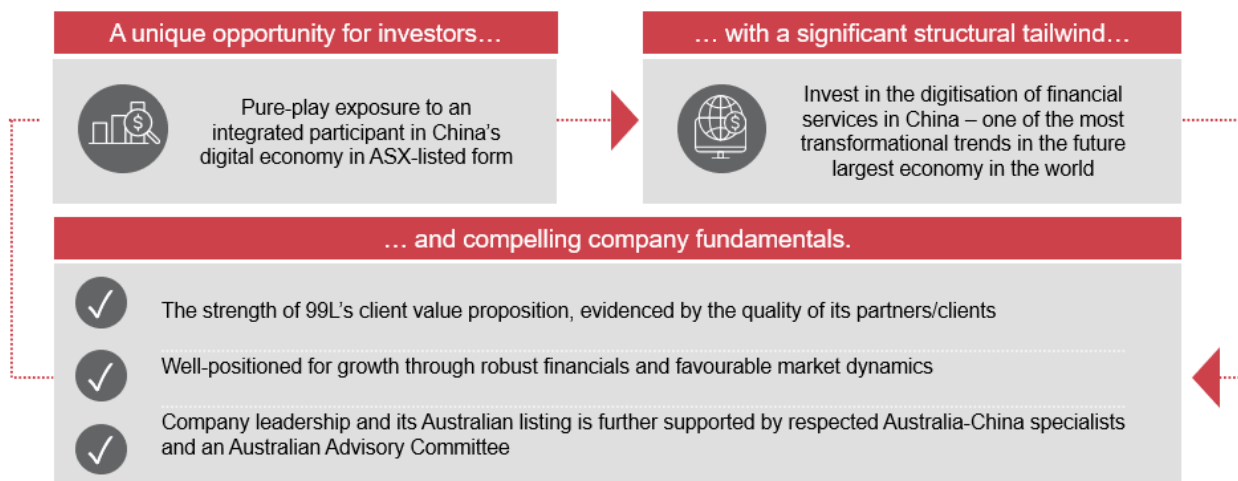 A unique opportunity for investors…
Pure-play exposure to an
integrated participant in China’s
digital economy in ASX-listed form
… with a significant structural tailwind…
Invest in the digitisation of financial
services in China – one of the most
transformational trends in the future
largest economy in the world
… and compelling company fundamentals.
The strength of 99L’s client value proposition, evidenced by the quality of its partners/clients
Well-positioned for growth through robust financials and favourable market dynamics
Company leadership and its Australian listing is further supported by respected Australia-China specialists
and an Australian Advisory Committee